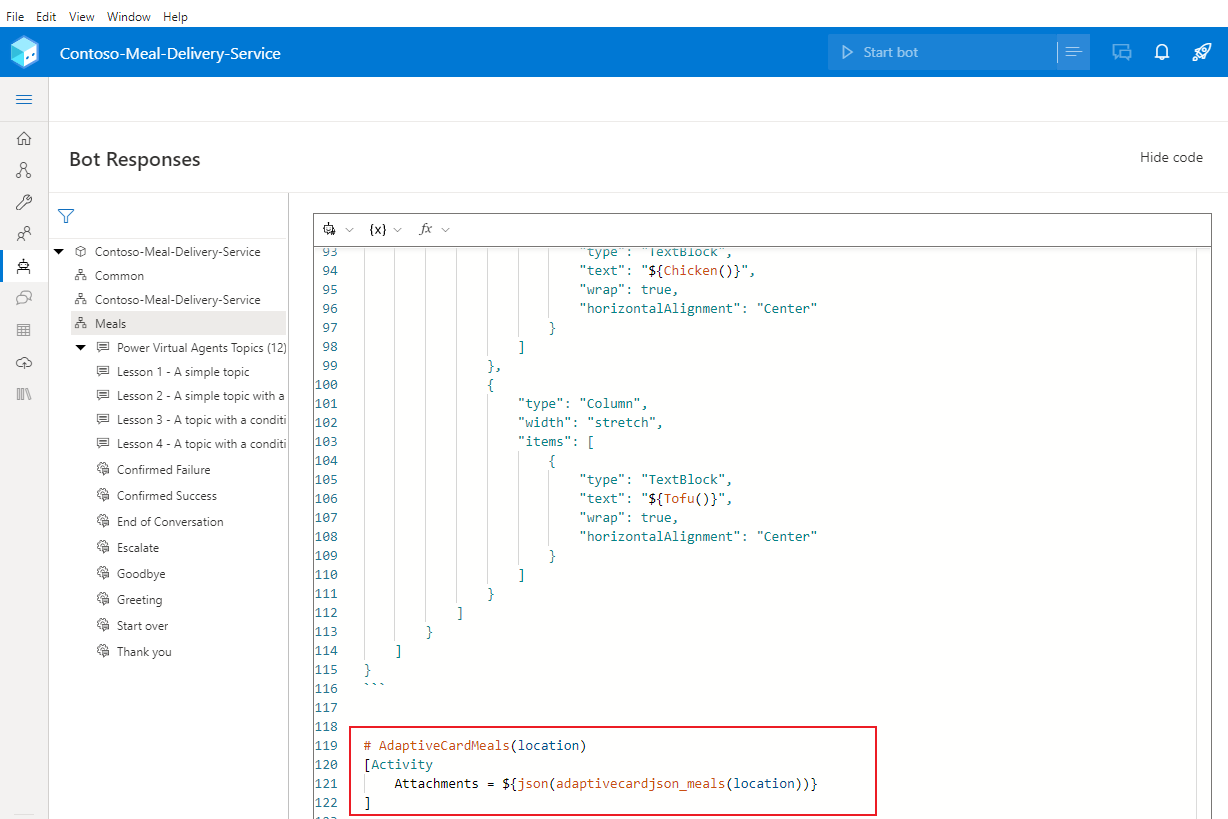 File Edit View Window Help
Contoso-Meal-Delivery-Service
Start bot
Bot Responses
Hide code
Contoso-Meal-Delivery-Service
Common
Contoso-Meal-Delivery-Service
Meals
Power Virtual Agents Topics (12)
Lesson 1 - A simple topic
Lesson 2 - A simple topic with a
Lesson 3 - A topic with a conditi
Lesson 4 - A topic with a conditi
Confirmed Failure
Confirmed Success
End of Conversation
Escalate
Goodbye
Greeting
Start over
Thank you
{x} fx
93 "type": "TextBlock",
94 "text": "${Chicken()}",
95 "wrap": true,
96 "horizontalAlignment": "Center"
97 }
98 ]
99 },
100 {
101 "type": "Column",
102 "width": "stretch",
103 "items": [
104 {
105 "type": "TextBlock",
106 "text": "${Tofu()}",
107 "wrap": true,
108 "horizontalAlignment": "Center"
109 }
110 ]
111 }
112 ]
113 }
114 ]
115 }
116 ```
117
118
119 # AdaptiveCardMeals(location)
120 [Activity
121 Attachments = ${json(adaptivecardjson_meals(location))}
122 ]